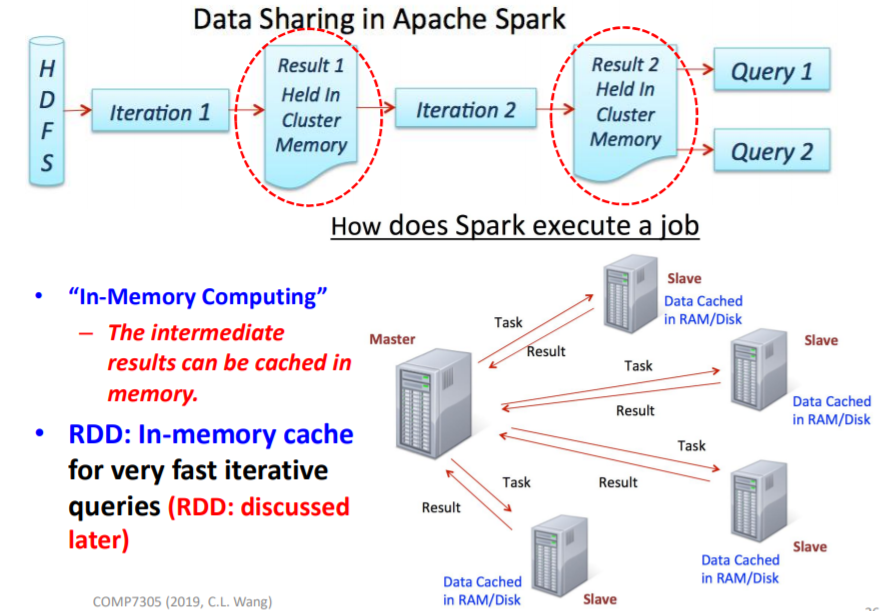 Data Sharing in Apache Spark
H
D
F
S
Iteration 1
Result 1
Held In
Cluster
Memory
Iteration 2
Result 2
Held In
Cluster
Memory
Query 1
Query 2
How does Spark execute a job
• “In-Memory Computing”
– The intermediate
results can be cached in
memory.
• RDD: In-memory cache
for very fast iterative
queries (RDD: discussed
later)
Master
Task
Result
Slave
Data Cached
in RAM/Disk
Task
Result
Slave
Data Cached
in RAM/Disk
Task
Result
Slave
Data Cached
in RAM/Disk
Task
Result
Data Cached
in RAM/Disk
Slave
COMP7305 (2019, C.L. Wang)